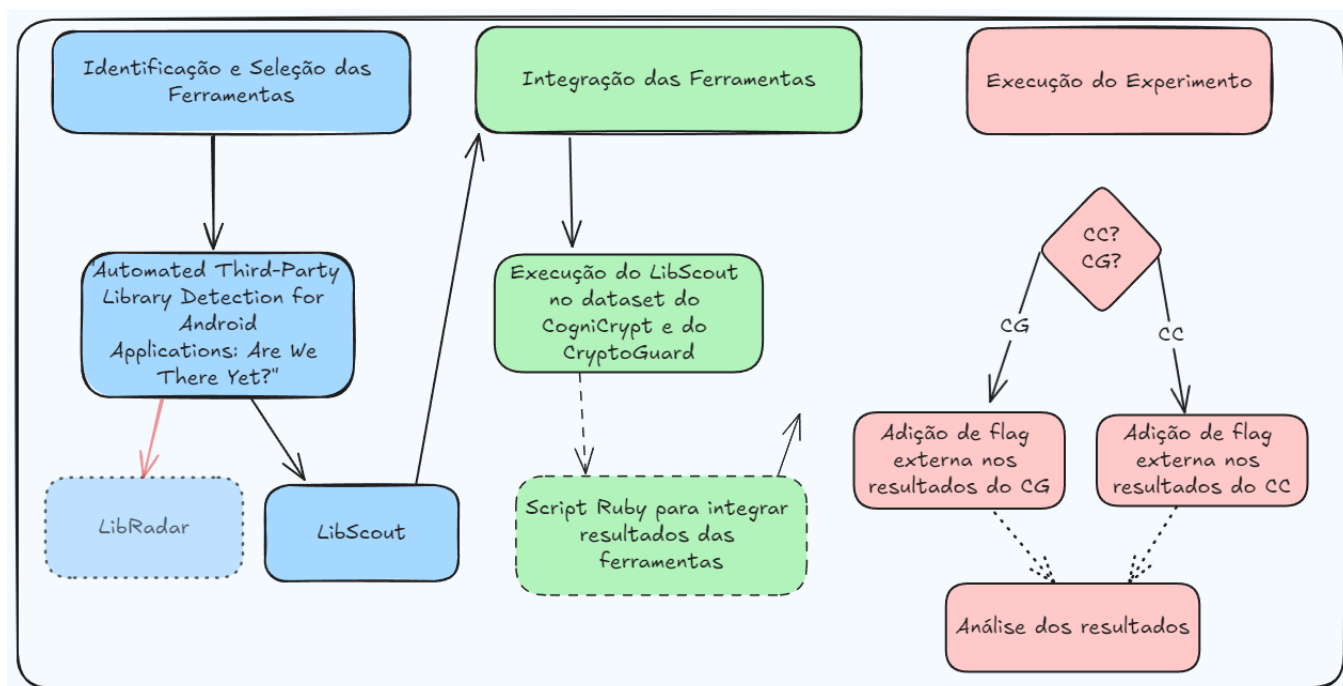 Identificação e Seleção das
Ferramentas
"Automated Third-Party
Library Detection for
Android
Applications: Are We
There Yet?"
LibRadar
LibScout
Integração das Ferramentas
Execução do LibScout
no dataset do
CogniCrypt e do
CryptoGuard
Script Ruby para integrar
resultados das
ferramentas
Execução do Experimento
CC?
CG?
CG
CC
Adição de flag
externa nos
resultados do CG
Adição de flag
externa nos
resultados do CC
Análise dos resultados